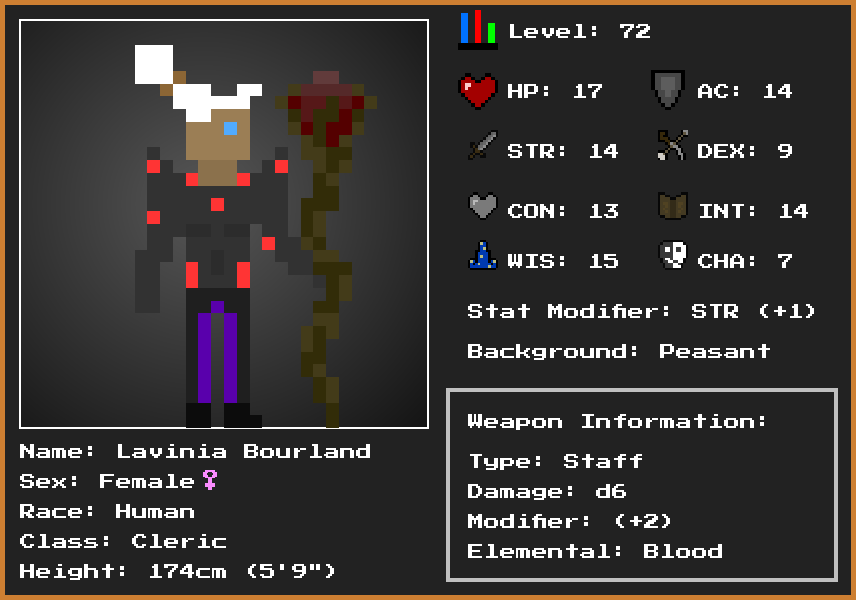 Level: 72
HP: 17
AC: 14
STR: 14
DEX: 9
CON: 13
INT: 14
WIS: 15
CHA: 7
Stat Modifier: STR (+1)
Background: Peasant
Weapon Information:
Type: Staff
Damage: d6
Modifier: (+2)
Elemental: Blood
Name: Lavinia Bourland
Sex: Female♀
Race: Human
Class: Cleric
Height: 174cm (5'9")